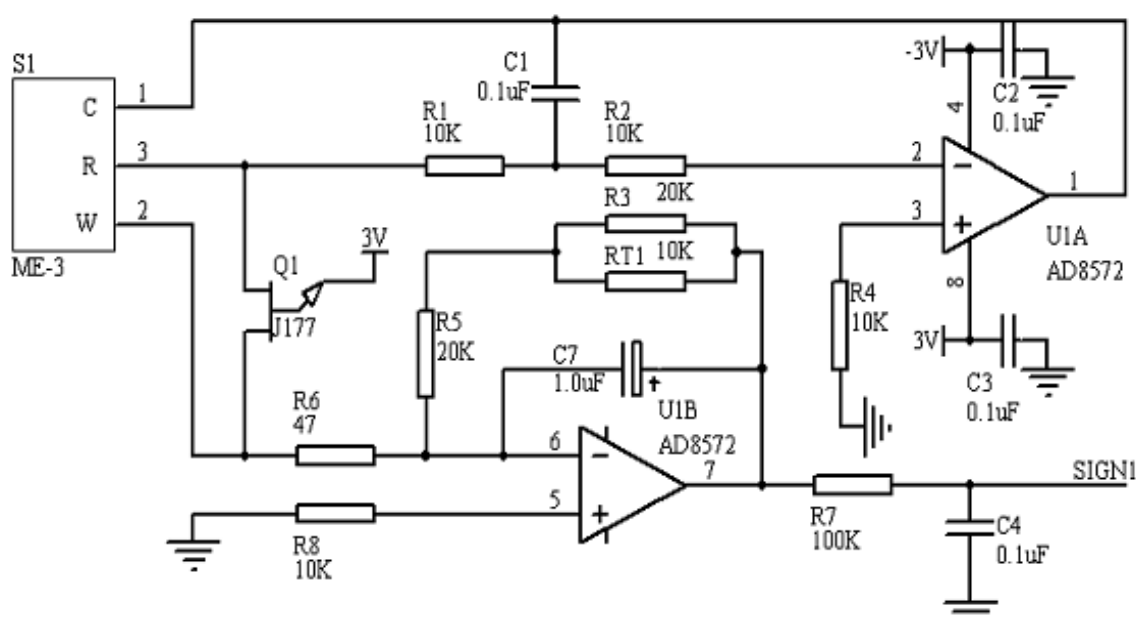 S1
C
1
R
3
W
2
ME-3
C1
0.1uF
R1
10K
R2
10K
-3V
C2
0.1uF
4
2
3
1
U1A
AD8572
8
3V
C3
0.1uF
R4
10K
20K
R3
10K
RT1
3V
Q1
J177
R5
20K
C7
1.0uF
+
U1B
AD8572
R6
47
6
5
7
R8
10K
R7
100K
SIGN1
C4
0.1uF